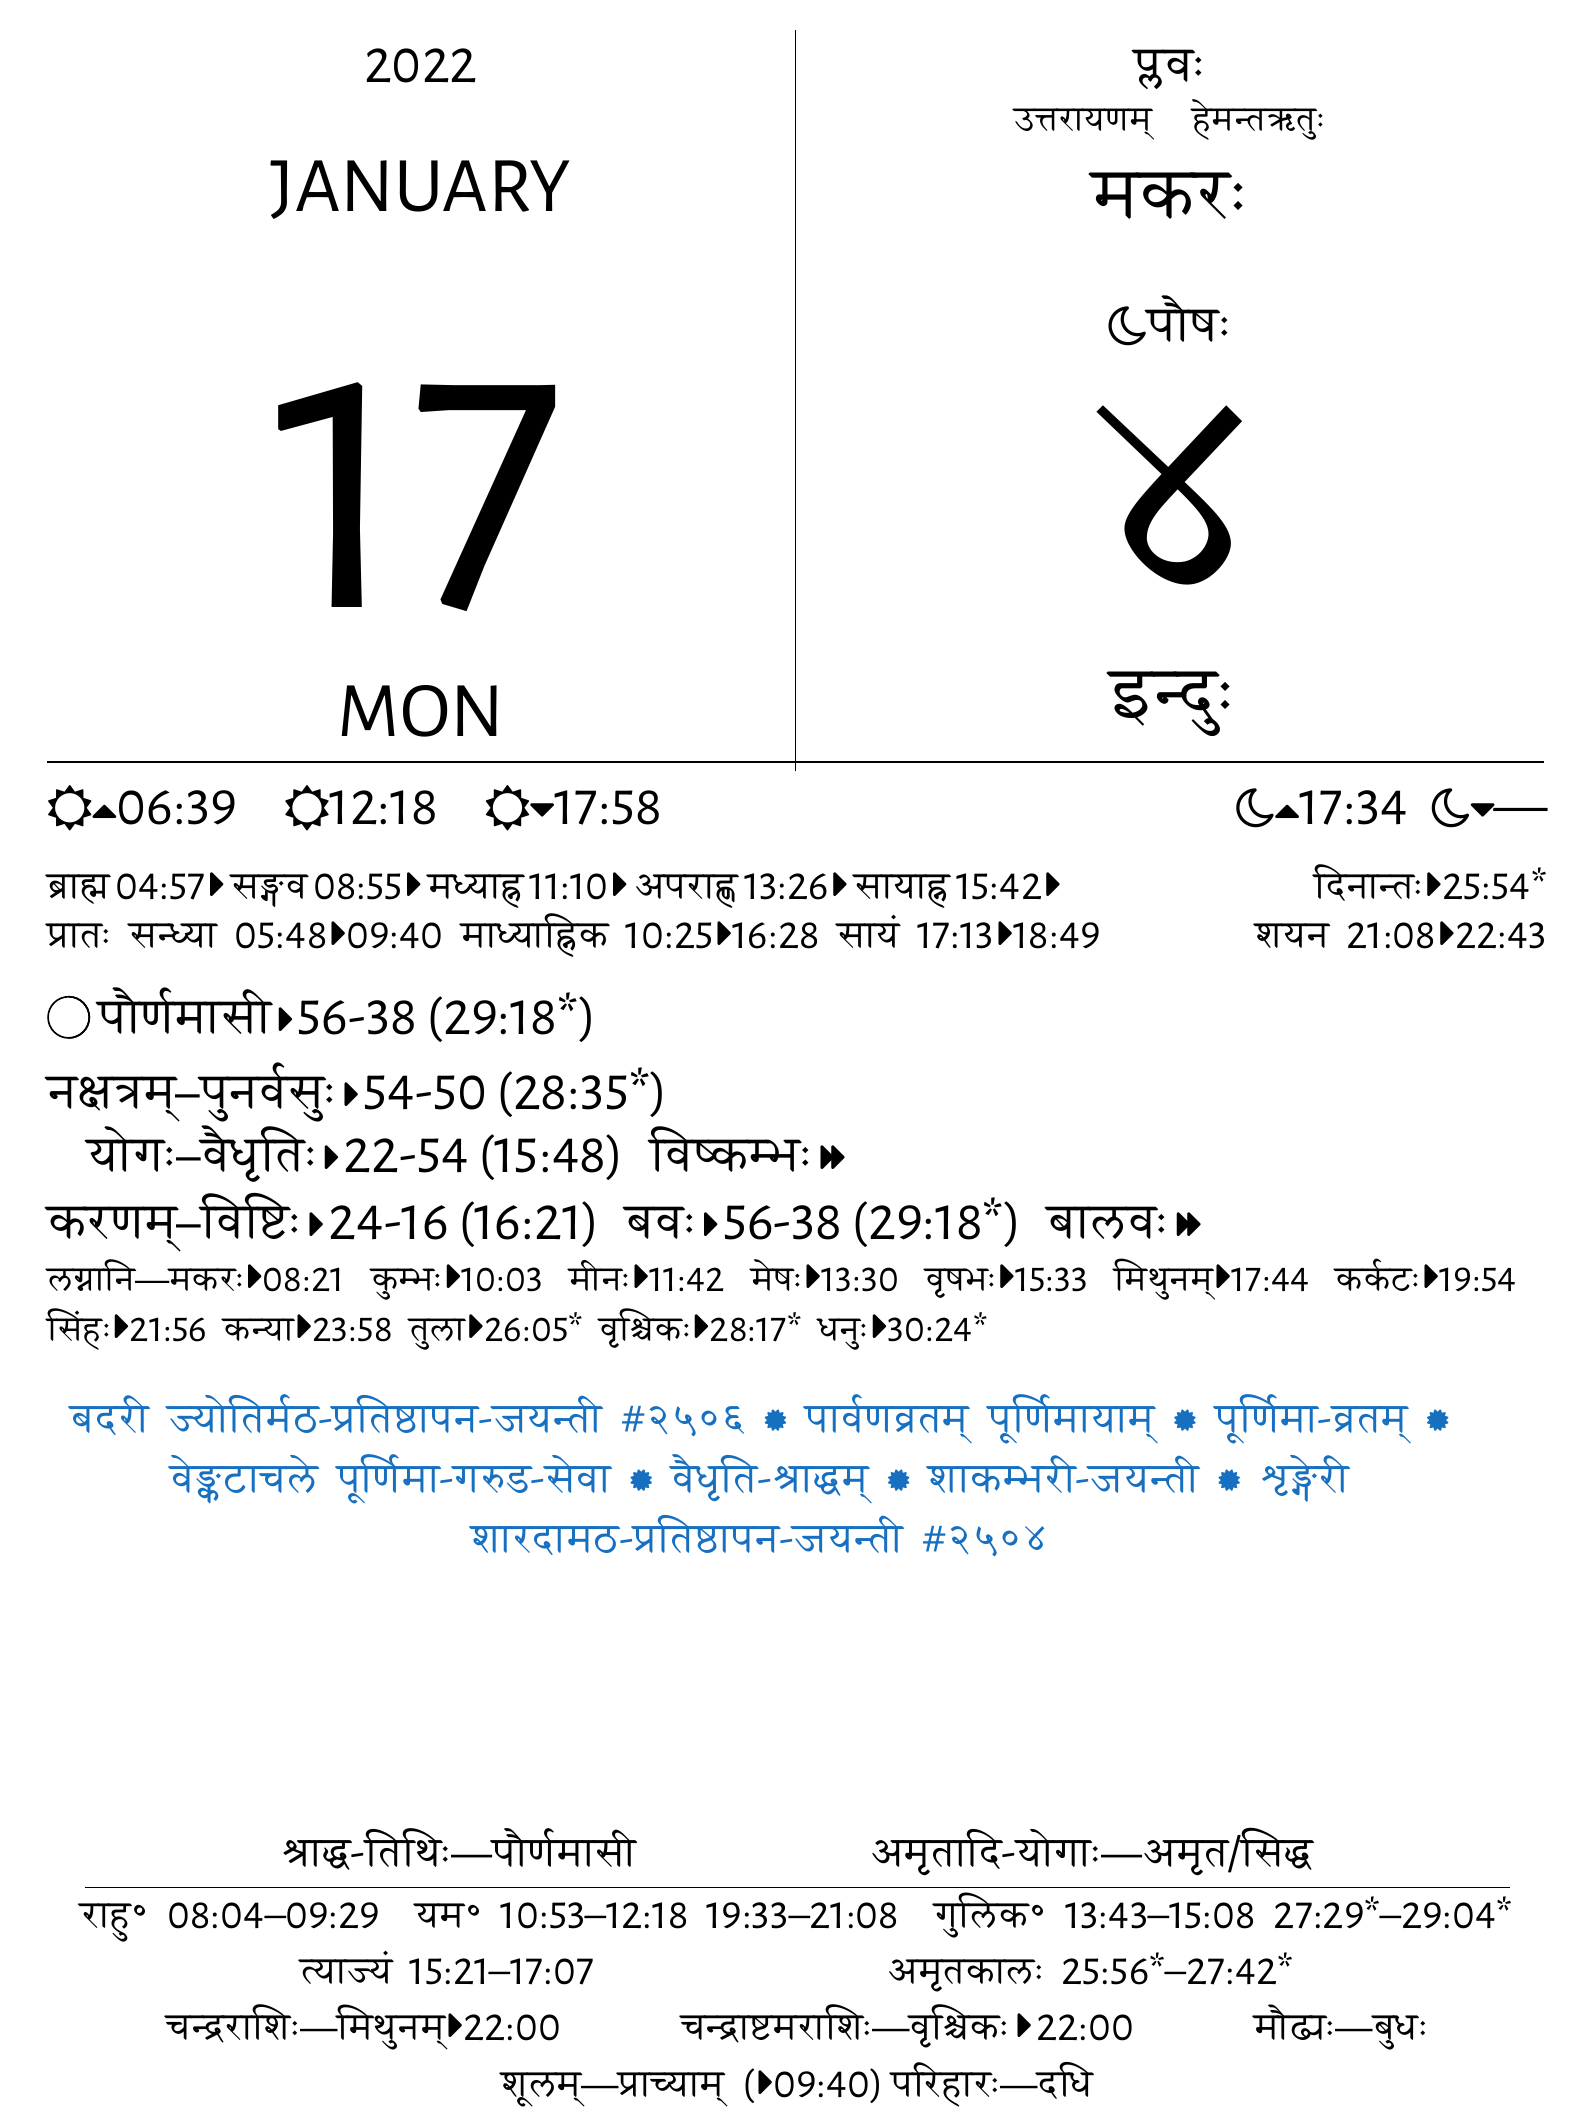 2022
JANUARY
17
MON
प्लवः
उत्तरायणम् हेमन्तऋतुः
मकरः
पौषः
४
इन्दुः
06:39 12:18 17:58 17:34 —
ब्राह्म 04:57 सङ्गव 08:55 मध्याह्न 11:10 अपराह्ण 13:26 सायाह्न 15:42 दिनान्तः 25:54*
प्रातः सन्ध्या 05:48 09:40 माध्याह्निक 10:25 16:28 सायं 17:13 18:49 शयन 21:08 22:43
पौर्णमासी 56-38 (29:18*)
नक्षत्रम्–पुनर्वसुः 54-50 (28:35*)
योगः–वैधृतिः 22-54 (15:48) विष्कम्भः
करणम्–विष्टिः 24-16 (16:21) बवः 56-38 (29:18*) बालवः
लग्नानि—मकरः 08:21 कुम्भः 10:03 मीनः 11:42 मेषः 13:30 वृषभः 15:33 मिथुनम् 17:44 कर्कटः 19:54
सिंहः 21:56 कन्या 23:58 तुला 26:05* वृश्चिकः 28:17* धनुः 30:24*
बदरी ज्योतिर्मठ-प्रतिष्ठापन-जयन्ती #२५०६ ✹ पार्वणव्रतम् पूर्णिमायाम् ✹ पूर्णिमा-व्रतम् ✹
वेङ्कटाचले पूर्णिमा-गरुड-सेवा ✹ वैधृति-श्राद्धम् ✹ शाकम्भरी-जयन्ती ✹ शृङ्गेरी
शारदामठ-प्रतिष्ठापन-जयन्ती #२५०४
श्राद्ध-तिथिः—पौर्णमासी अमृतादि-योगाः—अमृत/सिद्ध
राहु॰ 08:04–09:29 यम॰ 10:53–12:18 19:33–21:08 गुलिक॰ 13:43–15:08 27:29*–29:04*
त्याज्यं 15:21–17:07 अमृतकालः 25:56*–27:42*
चन्द्रराशिः—मिथुनम् 22:00 चन्द्राष्टमराशिः—वृश्चिकः 22:00 मौढ्यः—बुधः
शूलम्—प्राच्याम् (09:40) परिहारः—दधि